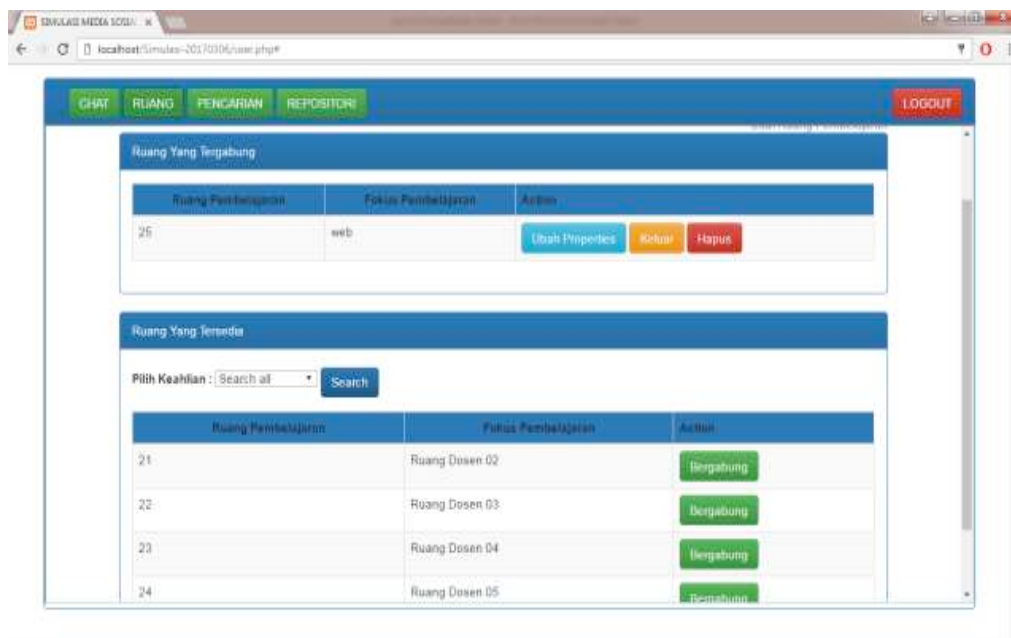 SIMULASI MEDIA SOSIAL
localhost/Simulasi-20170306/user.php#
CHAT RUANG PENCARIAN REPOSITORI LOGOUT
Ruang Yang Tergabung
Ruang Pembelajaran Fokus Pembelajaran Action
25 web Ubah Properties Keluar Hapus
Ruang Yang Tersedia
Pilih Keahlian : Search all Search
Ruang Pembelajaran Fokus Pembelajaran Action
21 Ruang Dosen 02 Bergabung
22 Ruang Dosen 03 Bergabung
23 Ruang Dosen 04 Bergabung
24 Ruang Dosen 05 Bergabung